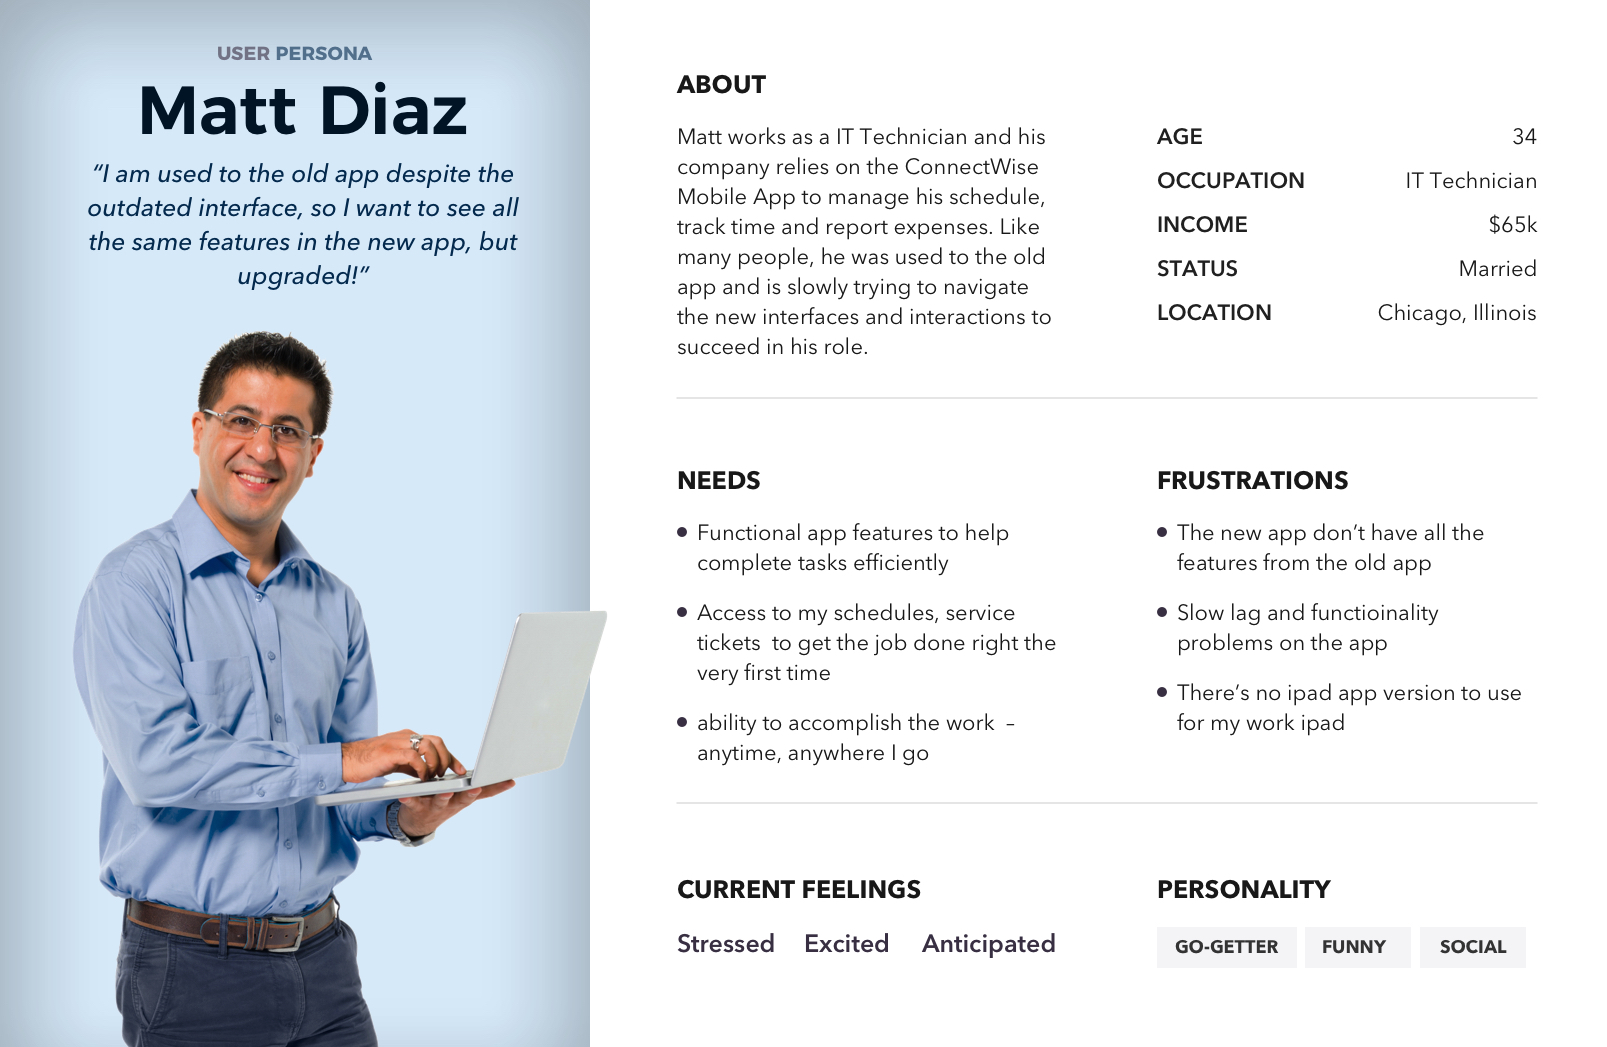 USER PERSONA
Matt Diaz
“I am used to the old app despite the
outdated interface, so I want to see all
the same features in the new app, but
upgraded!”
ABOUT
Matt works as a IT Technician and his
company relies on the ConnectWise
Mobile App to manage his schedule,
track time and report expenses. Like
many people, he was used to the old
app and is slowly trying to navigate
the new interfaces and interactions to
succeed in his role.
AGE 34
OCCUPATION IT Technician
INCOME $65k
STATUS Married
LOCATION Chicago, Illinois
NEEDS
• Functional app features to help
complete tasks efficiently
• Access to my schedules, service
tickets  to get the job done right the
very first time
• ability to accomplish the work  –
anytime, anywhere I go
FRUSTRATIONS
• The new app don’t have all the
features from the old app
• Slow lag and functioinality
problems on the app
• There’s no ipad app version to use
for my work ipad
CURRENT FEELINGS
Stressed Excited Anticipated
PERSONALITY
GO-GETTER FUNNY SOCIAL